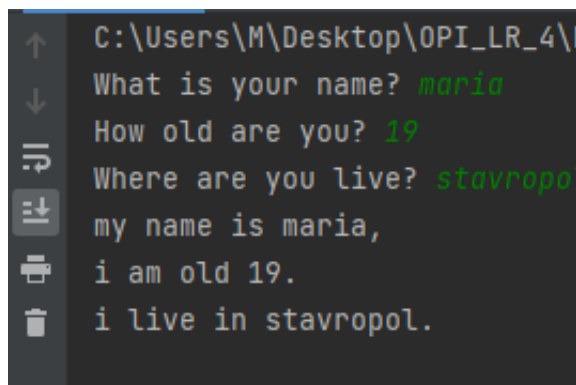 C:\Users\M\Desktop\OPI_LR_4\
What is your name? maria
How old are you? 19
Where are you live? stavropo
my name is maria,
i am old 19.
i live in stavropol.